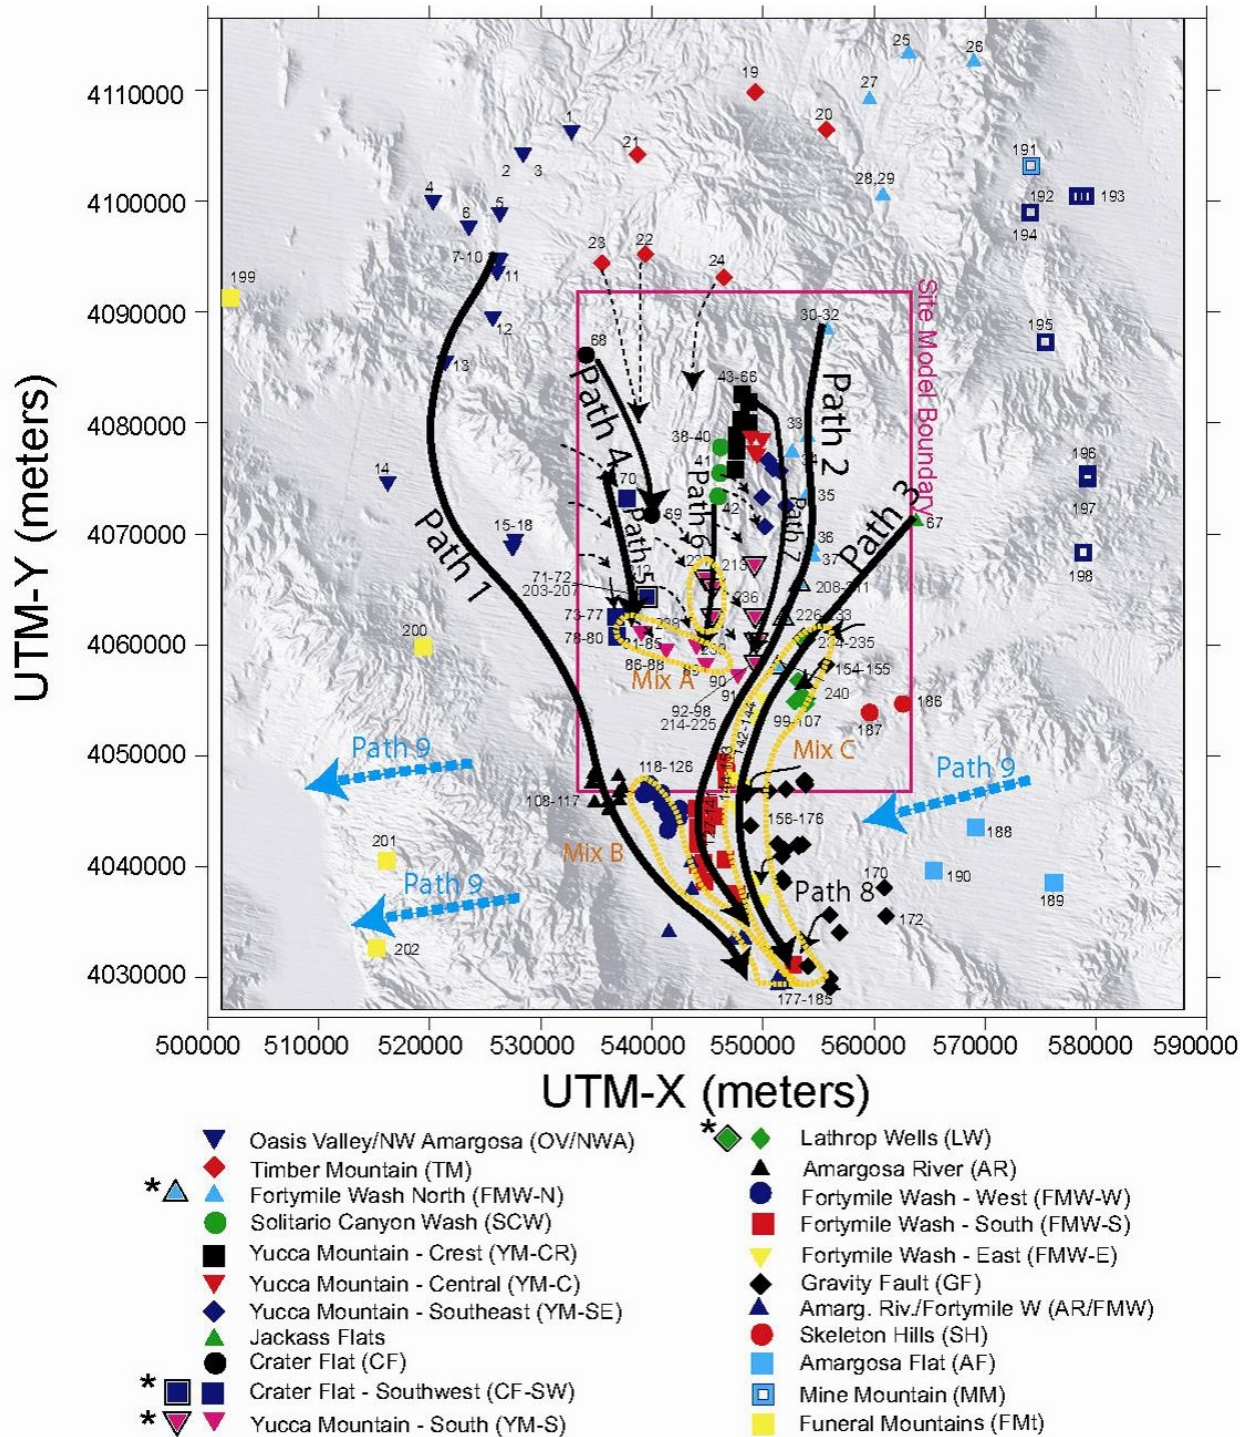 25
26
4110000
19
27
20
1
21
191
2
3
28,29
4
192
193
4100000
5
6
194
23
22
7-10
24
11
199
4090000
30-32
12
195
68
13
Site Model Boundary
43-66
Path 4
Path 2
4080000
33
38-40
34
41
196
14
70
Path 6
35
42
Path 3
197
69
Path 5
Path 7
67
4070000
Path 1
15-18
36
198
37
212
213
71-72
203-207
208-211
236
73-77
226-233
200
78-80
81-85
234-235
4060000
86-88
154-155
Mix A
90
240
91
186
92-98
214-225
99-107
187
142-144
Path 9
Mix C
4050000
118-126
Path 9
108-117
127-141
156-176
188
Mix B
201
4040000
170
190
Path 9
Path 8
189
172
202
4030000
177-185
500000 510000 520000 530000 540000 550000 560000 570000 580000 590000
UTM-Y (meters)
UTM-X (meters)
Oasis Valley/NW Amargosa (OV/NWA)
Timber Mountain (TM)
* Fortymile Wash North (FMW-N)
Solitario Canyon Wash (SCW)
Yucca Mountain - Crest (YM-CR)
Yucca Mountain - Central (YM-C)
Yucca Mountain - Southeast (YM-SE)
Jackass Flats
Crater Flat (CF)
* Crater Flat - Southwest (CF-SW)
* Yucca Mountain - South (YM-S)
* Lathrop Wells (LW)
Amargosa River (AR)
Fortymile Wash - West (FMW-W)
Fortymile Wash - South (FMW-S)
Fortymile Wash - East (FMW-E)
Gravity Fault (GF)
Amarg. Riv./Fortymile W (AR/FMW)
Skeleton Hills (SH)
Amargosa Flat (AF)
Mine Mountain (MM)
Funeral Mountains (FMt)